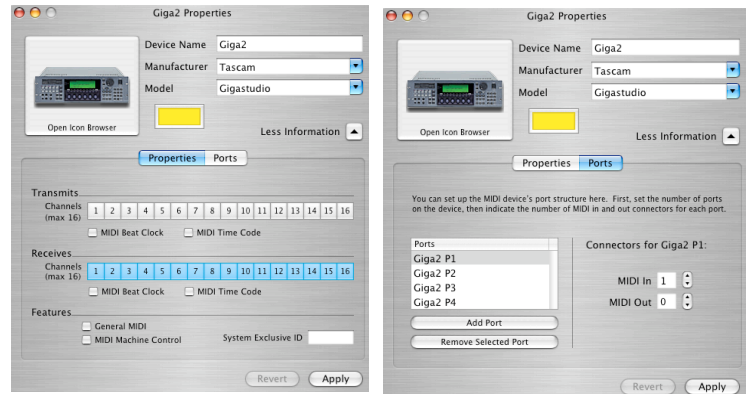 Giga2 Properties
Device Name Giga2
Manufacturer Tascam
Model Gigastudio
Open Icon Browser
Less Information
Properties Ports
Transmits
Channels (max 16) 1 2 3 4 5 6 7 8 9 10 11 12 13 14 15 16
MIDI Beat Clock MIDI Time Code
Receives
Channels (max 16) 1 2 3 4 5 6 7 8 9 10 11 12 13 14 15 16
MIDI Beat Clock MIDI Time Code
Features
General MIDI
MIDI Machine Control System Exclusive ID
Revert Apply
Giga2 Properties
Device Name Giga2
Manufacturer Tascam
Model Gigastudio
Open Icon Browser
Less Information
Properties Ports
You can set up the MIDI device's port structure here. First, set the number of ports
on the device, then indicate the number of MIDI in and out connectors for each port.
Ports
Giga2 P1
Giga2 P2
Giga2 P3
Giga2 P4
Add Port
Remove Selected Port
Connectors for Giga2 P1:
MIDI In 1
MIDI Out 0
Revert Apply